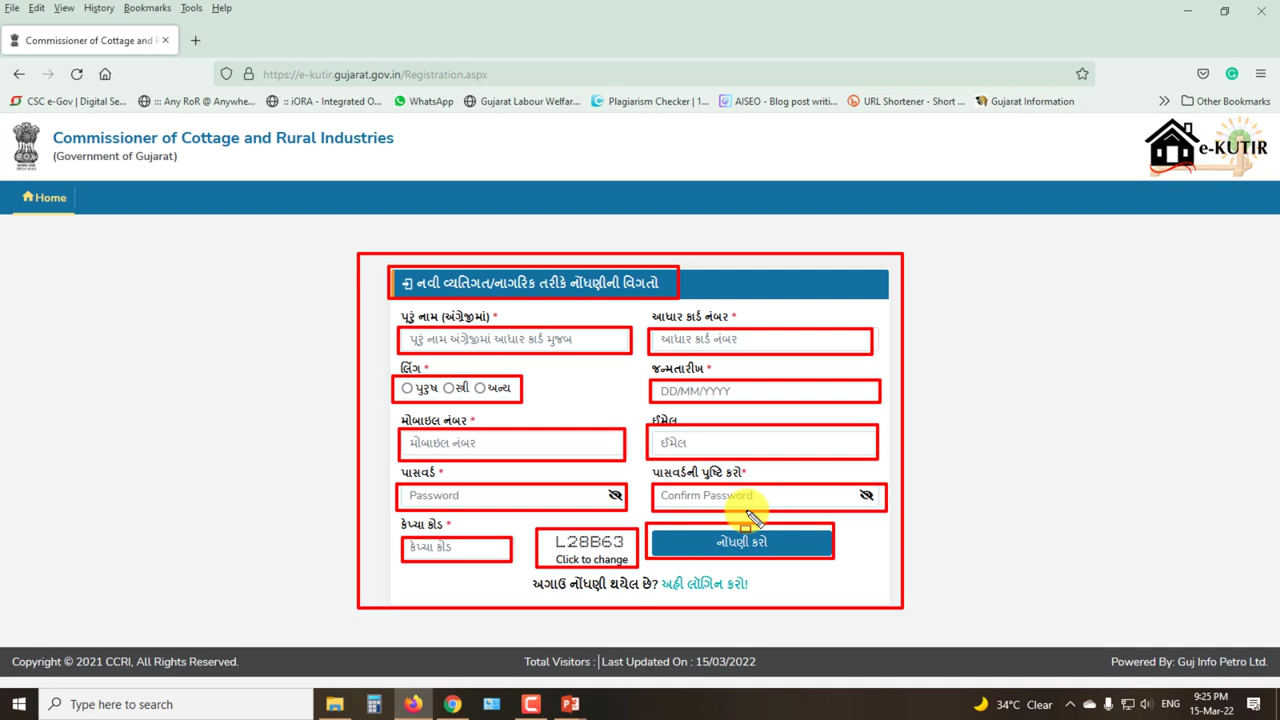 File Edit View History Bookmarks Tools Help
Commissioner of Cottage and
https://e-kutir.gujarat.gov.in/Registration.aspx
CSC e-Gov | Digital Se... ::: Any RoR @ Anywhe... :: iORA - Integrated O... WhatsApp Gujarat Labour Welfar... Plagiarism Checker | 1... AISEO - Blog post writi... URL Shortener - Short ... Gujarat Information Other Bookmarks
Commissioner of Cottage and Rural Industries
(Government of Gujarat)
e-KUTIR
Home
નવી વ્યતિગત/નાગરિક તરીકે નોંધણીની વિગતો
પૂરું નામ (અંગ્રેજીમાં) * આધાર કાર્ડ નંબર *
પૂરું નામ અંગ્રેજીમાં આધાર કાર્ડ મુજબ આધાર કાર્ડ નંબર
લિંગ * જન્મતારીખ *
પુરુષ સ્ત્રી અન્ય DD/MM/YYYY
મોબાઇલ નંબર * ઈમેલ
મોબાઇલ નંબર ઈમેલ
પાસવર્ડ * પાસવર્ડની પુષ્ટિ કરો*
Password Confirm Password
કેપ્ચા કોડ *
કેપ્ચા કોડ L28B63 નોંધણી કરો
Click to change
અગાઉ નોંધણી થયેલ છે? અહી લૉગિન કરો!
Copyright © 2021 CCRI, All Rights Reserved. Total Visitors : Last Updated On : 15/03/2022 Powered By: Guj Info Petro Ltd.
Type here to search 34°C Clear ENG 9:25 PM
15-Mar-22